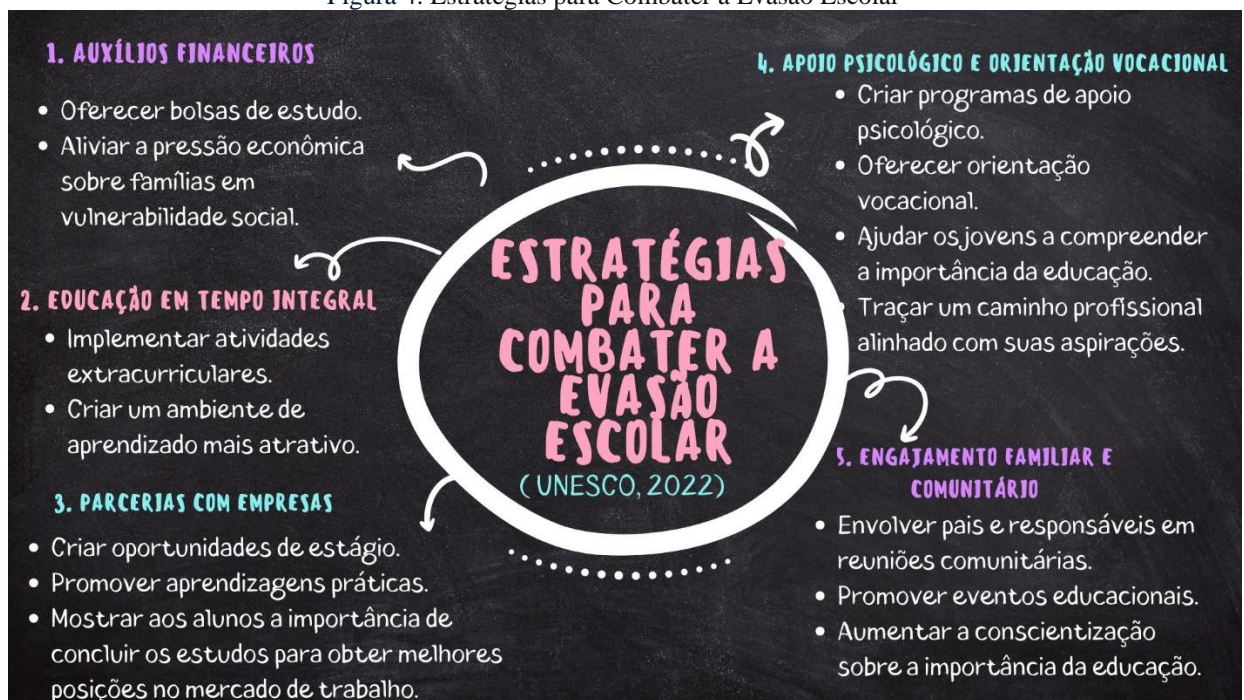 Figura 4. Estratégias para Combater a Evasão Escolar
1. AUXÍLIOS FINANCEIROS
• Oferecer bolsas de estudo.
• Aliviar a pressão econômica
sobre famílias em
vulnerabilidade social.
2. EDUCAÇÃO EM TEMPO INTEGRAL
• Implementar atividades
extracurriculares.
• Criar um ambiente de
aprendizado mais atrativo.
3. PARCERIAS COM EMPRESAS
• Criar oportunidades de estágio.
• Promover aprendizagens práticas.
• Mostrar aos alunos a importância de
concluir os estudos para obter melhores
posições no mercado de trabalho.
ESTRATÉGIAS
PARA
COMBATER A
EVASÃO
ESCOLAR
( UNESCO, 2022)
4. APOIO PSICOLÓGICO E ORIENTAÇÃO VOCACIONAL
• Criar programas de apoio
psicológico.
• Oferecer orientação
vocacional.
• Ajudar os jovens a compreender
a importância da educação.
• Traçar um caminho profissional
alinhado com suas aspirações.
5. ENGAJAMENTO FAMILIAR E
COMUNITÁRIO
• Envolver pais e responsáveis em
reuniões comunitárias.
• Promover eventos educacionais.
• Aumentar a conscientização
sobre a importância da educação.